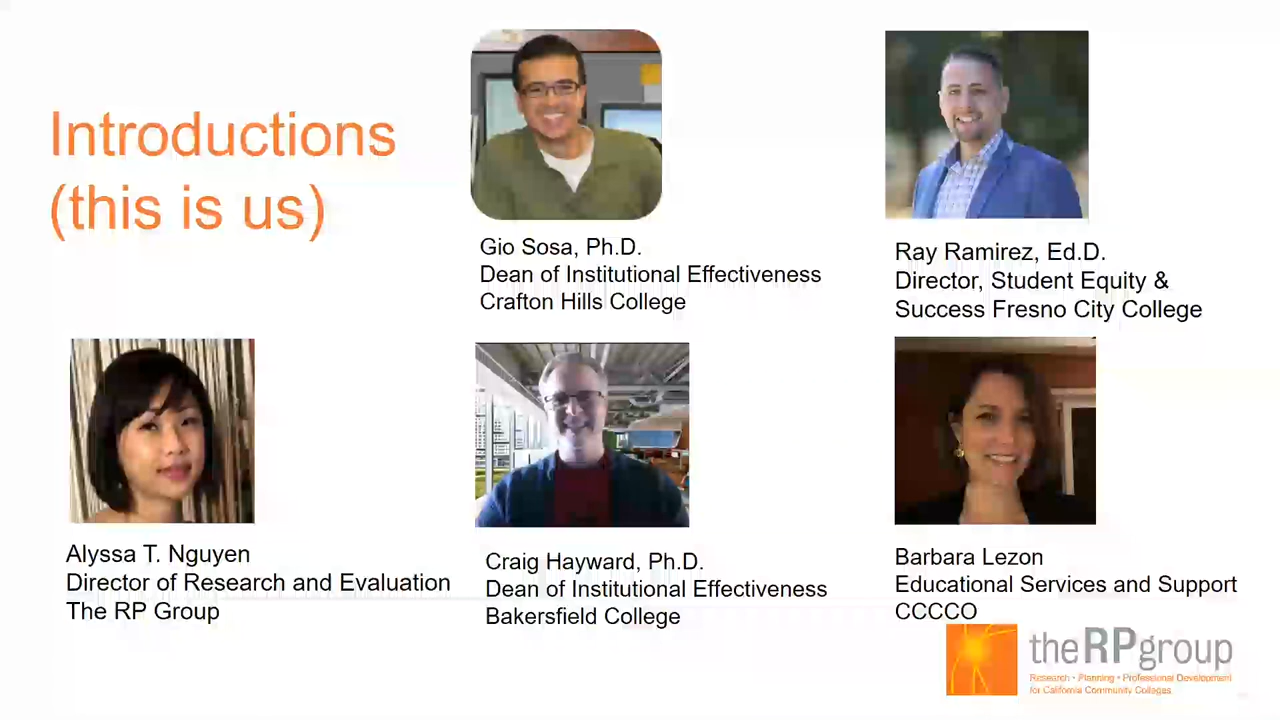 Introductions
(this is us)
Gio Sosa, Ph.D.
Dean of Institutional Effectiveness
Crafton Hills College
Ray Ramirez, Ed.D.
Director, Student Equity &
Success Fresno City College
Alyssa T. Nguyen
Director of Research and Evaluation
The RP Group
Craig Hayward, Ph.D.
Dean of Institutional Effectiveness
Bakersfield College
Barbara Lezon
Educational Services and Support
CCCCO
theRPgroup
Research • Planning • Professional Development
for California Community Colleges